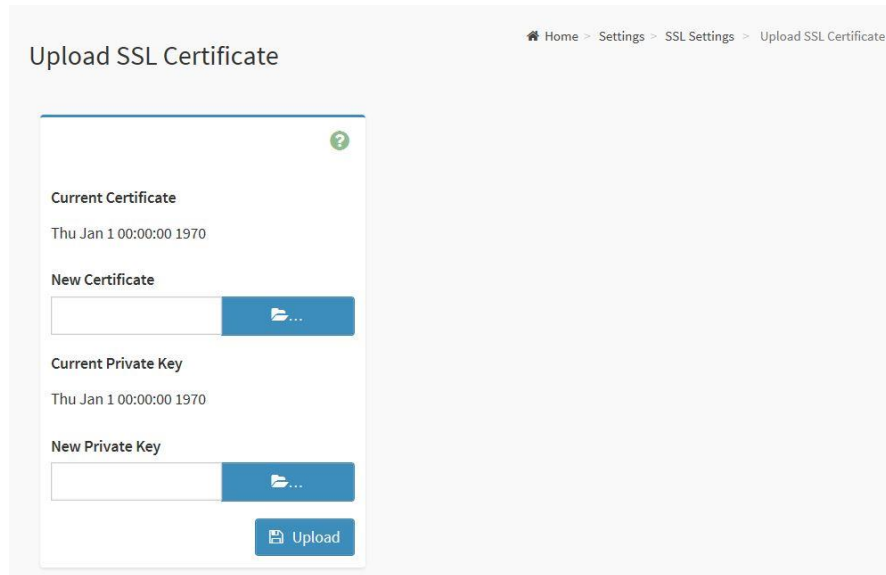 Home > Settings > SSL Settings > Upload SSL Certificate
Upload SSL Certificate
?
Current Certificate
Thu Jan 1 00:00:00 1970
New Certificate
...
Current Private Key
Thu Jan 1 00:00:00 1970
New Private Key
...
Upload